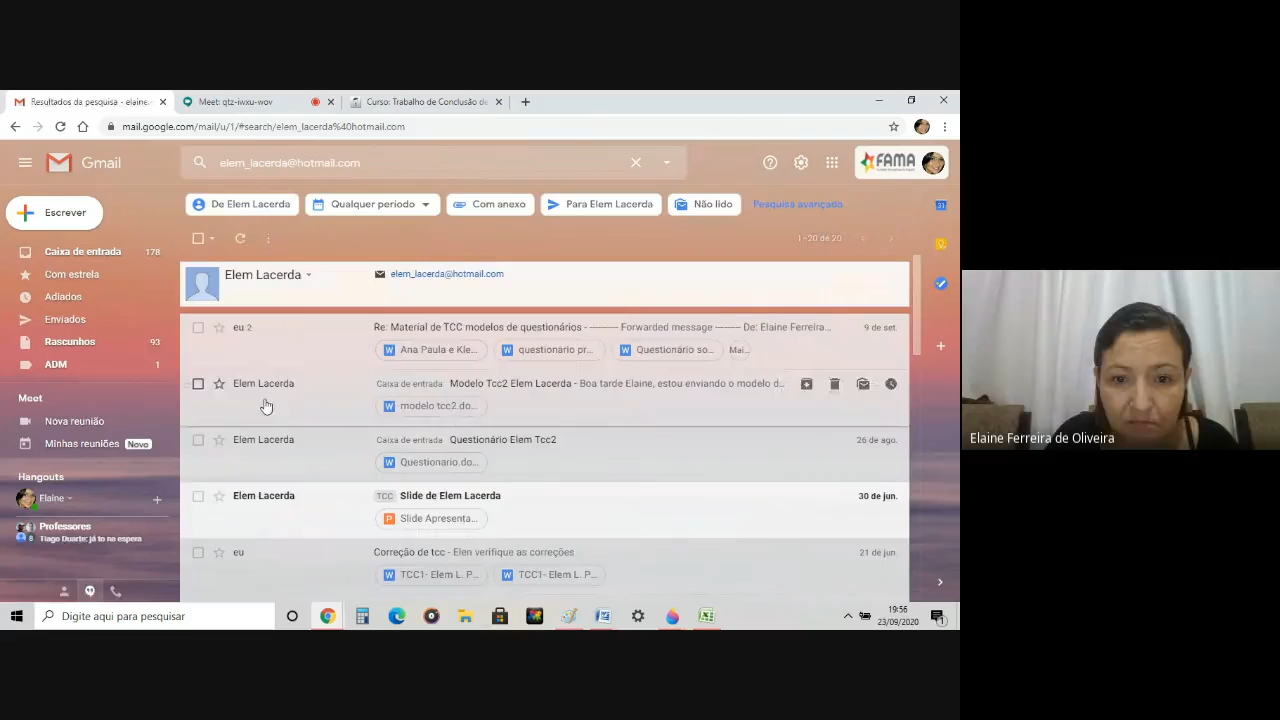 Resultados da pesquisa - elaine.
Meet: qtz-iwxu-wov
Curso: Trabalho de Conclusão de
mail.google.com/mail/u/1/#search/elem_lacerda%40hotmail.com
Gmail
elem_lacerda@hotmail.com
FAMA
Escrever
De Elem Lacerda
Qualquer período
Com anexo
Para Elem Lacerda
Não lido
Pesquisa avançada
1–20 de 20
Caixa de entrada 178
Com estrela
Adiados
Enviados
Rascunhos 93
ADM 1
Meet
Nova reunião
Minhas reuniões Novo
Hangouts
Elaine
Professores
8 Tiago Duarte: já to na espera
Elem Lacerda elem_lacerda@hotmail.com
eu 2 Re: Material de TCC modelos de questionários - ---------- Forwarded message --------- De: Elaine Ferreira... 9 de set.
Ana Paula e Kle... questionário pr... Questionário so... Mai...
Elem Lacerda Caixa de entrada Modelo Tcc2 Elem Lacerda - Boa tarde Elaine, estou enviando o modelo d...
modelo tcc2.do...
Elem Lacerda Caixa de entrada Questionário Elem Tcc2 26 de ago.
Questionario.do...
Elem Lacerda TCC Slide de Elem Lacerda 30 de jun.
Slide Apresenta...
eu Correção de tcc - Elen verifique as correções 21 de jun.
TCC1- Elem L. P... TCC1- Elem L. P...
31
Digite aqui para pesquisar
19:56
23/09/2020
1
Elaine Ferreira de Oliveira